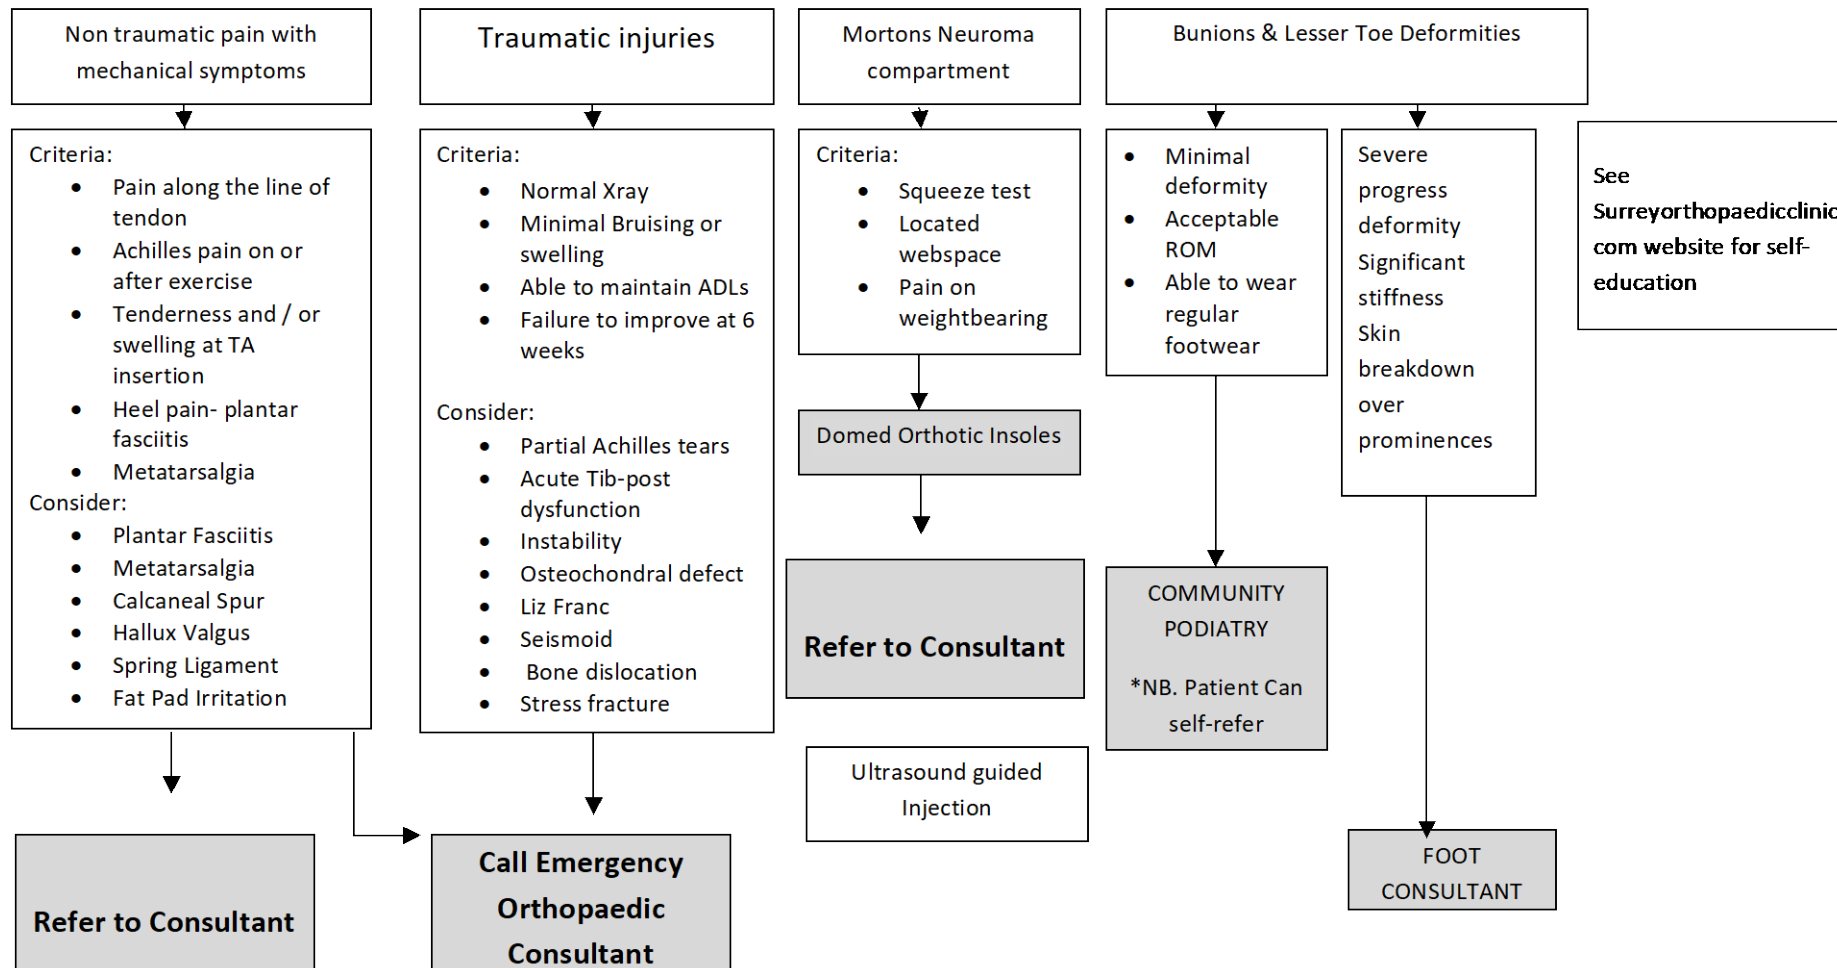 Non traumatic pain with
mechanical symptoms
Criteria:
Pain along the line of
tendon
Achilles pain on or
after exercise
Tenderness and / or
swelling at TA
insertion
Heel pain- plantar
fasciitis
Metatarsalgia
Consider:
Plantar Fasciitis
Metatarsalgia
Calcaneal Spur
Hallux Valgus
Spring Ligament
Fat Pad Irritation
Refer to Consultant
Traumatic injuries
Criteria:
Normal Xray
Minimal Bruising or
swelling
Able to maintain ADLs
Failure to improve at 6
weeks
Consider:
Partial Achilles tears
Acute Tib-post
dysfunction
Instability
Osteochondral defect
Liz Franc
Seismoid
Bone dislocation
Stress fracture
Call Emergency
Orthopaedic
Consultant
Mortons Neuroma
compartment
Criteria:
Squeeze test
Located
webspace
Pain on
weightbearing
Domed Orthotic Insoles
Refer to Consultant
Ultrasound guided
Injection
Bunions & Lesser Toe Deformities
Minimal
deformity
Acceptable
ROM
Able to wear
regular
footwear
COMMUNITY
PODIATRY
*NB. Patient Can
self-refer
Severe
progress
deformity
Significant
stiffness
Skin
breakdown
over
prominences
FOOT
CONSULTANT
See
Surreyorthopaedicclinic
com website for self-
education